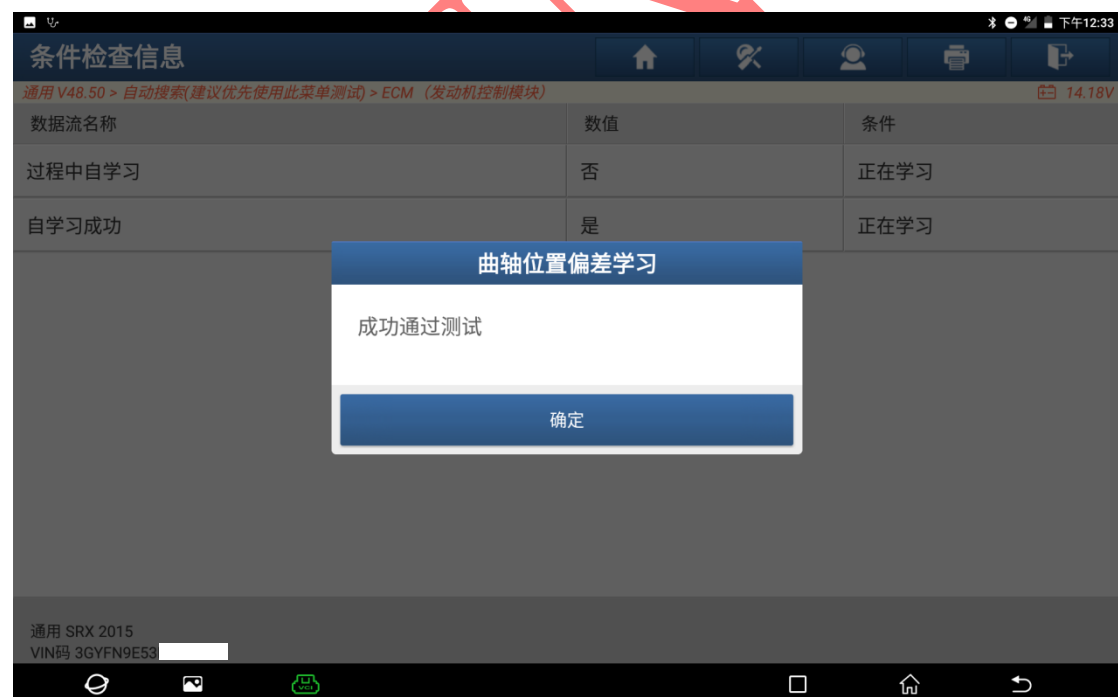 46 下午12:33
条件检查信息
通用 V48.50 > 自动搜索(建议优先使用此菜单测试) > ECM（发动机控制模块） 14.18V
数据流名称 数值 条件
过程中自学习 否 正在学习
自学习成功 是 正在学习
曲轴位置偏差学习
成功通过测试
确定
通用 SRX 2015
VIN码 3GYFN9E53
VCI